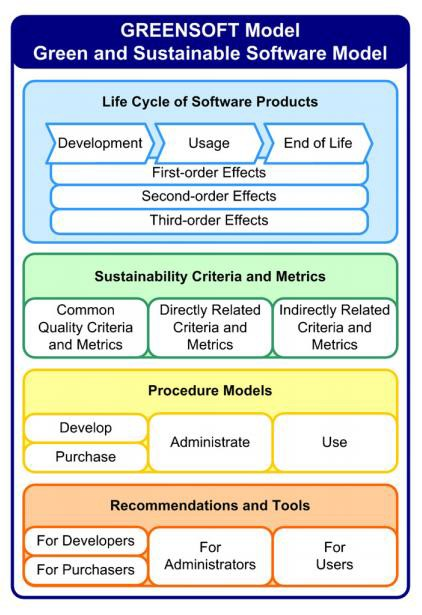 GREENSOFT Model
Green and Sustainable Software Model
Life Cycle of Software Products
Development
Usage
End of Life
First-order Effects
Second-order Effects
Third-order Effects
Sustainability Criteria and Metrics
Common
Quality Criteria
and Metrics
Directly Related
Criteria and
Metrics
Indirectly Related
Criteria and
Metrics
Procedure Models
Develop
Purchase
Administrate
Use
Recommendations and Tools
For Developers
For Purchasers
For
Administrators
For
Users